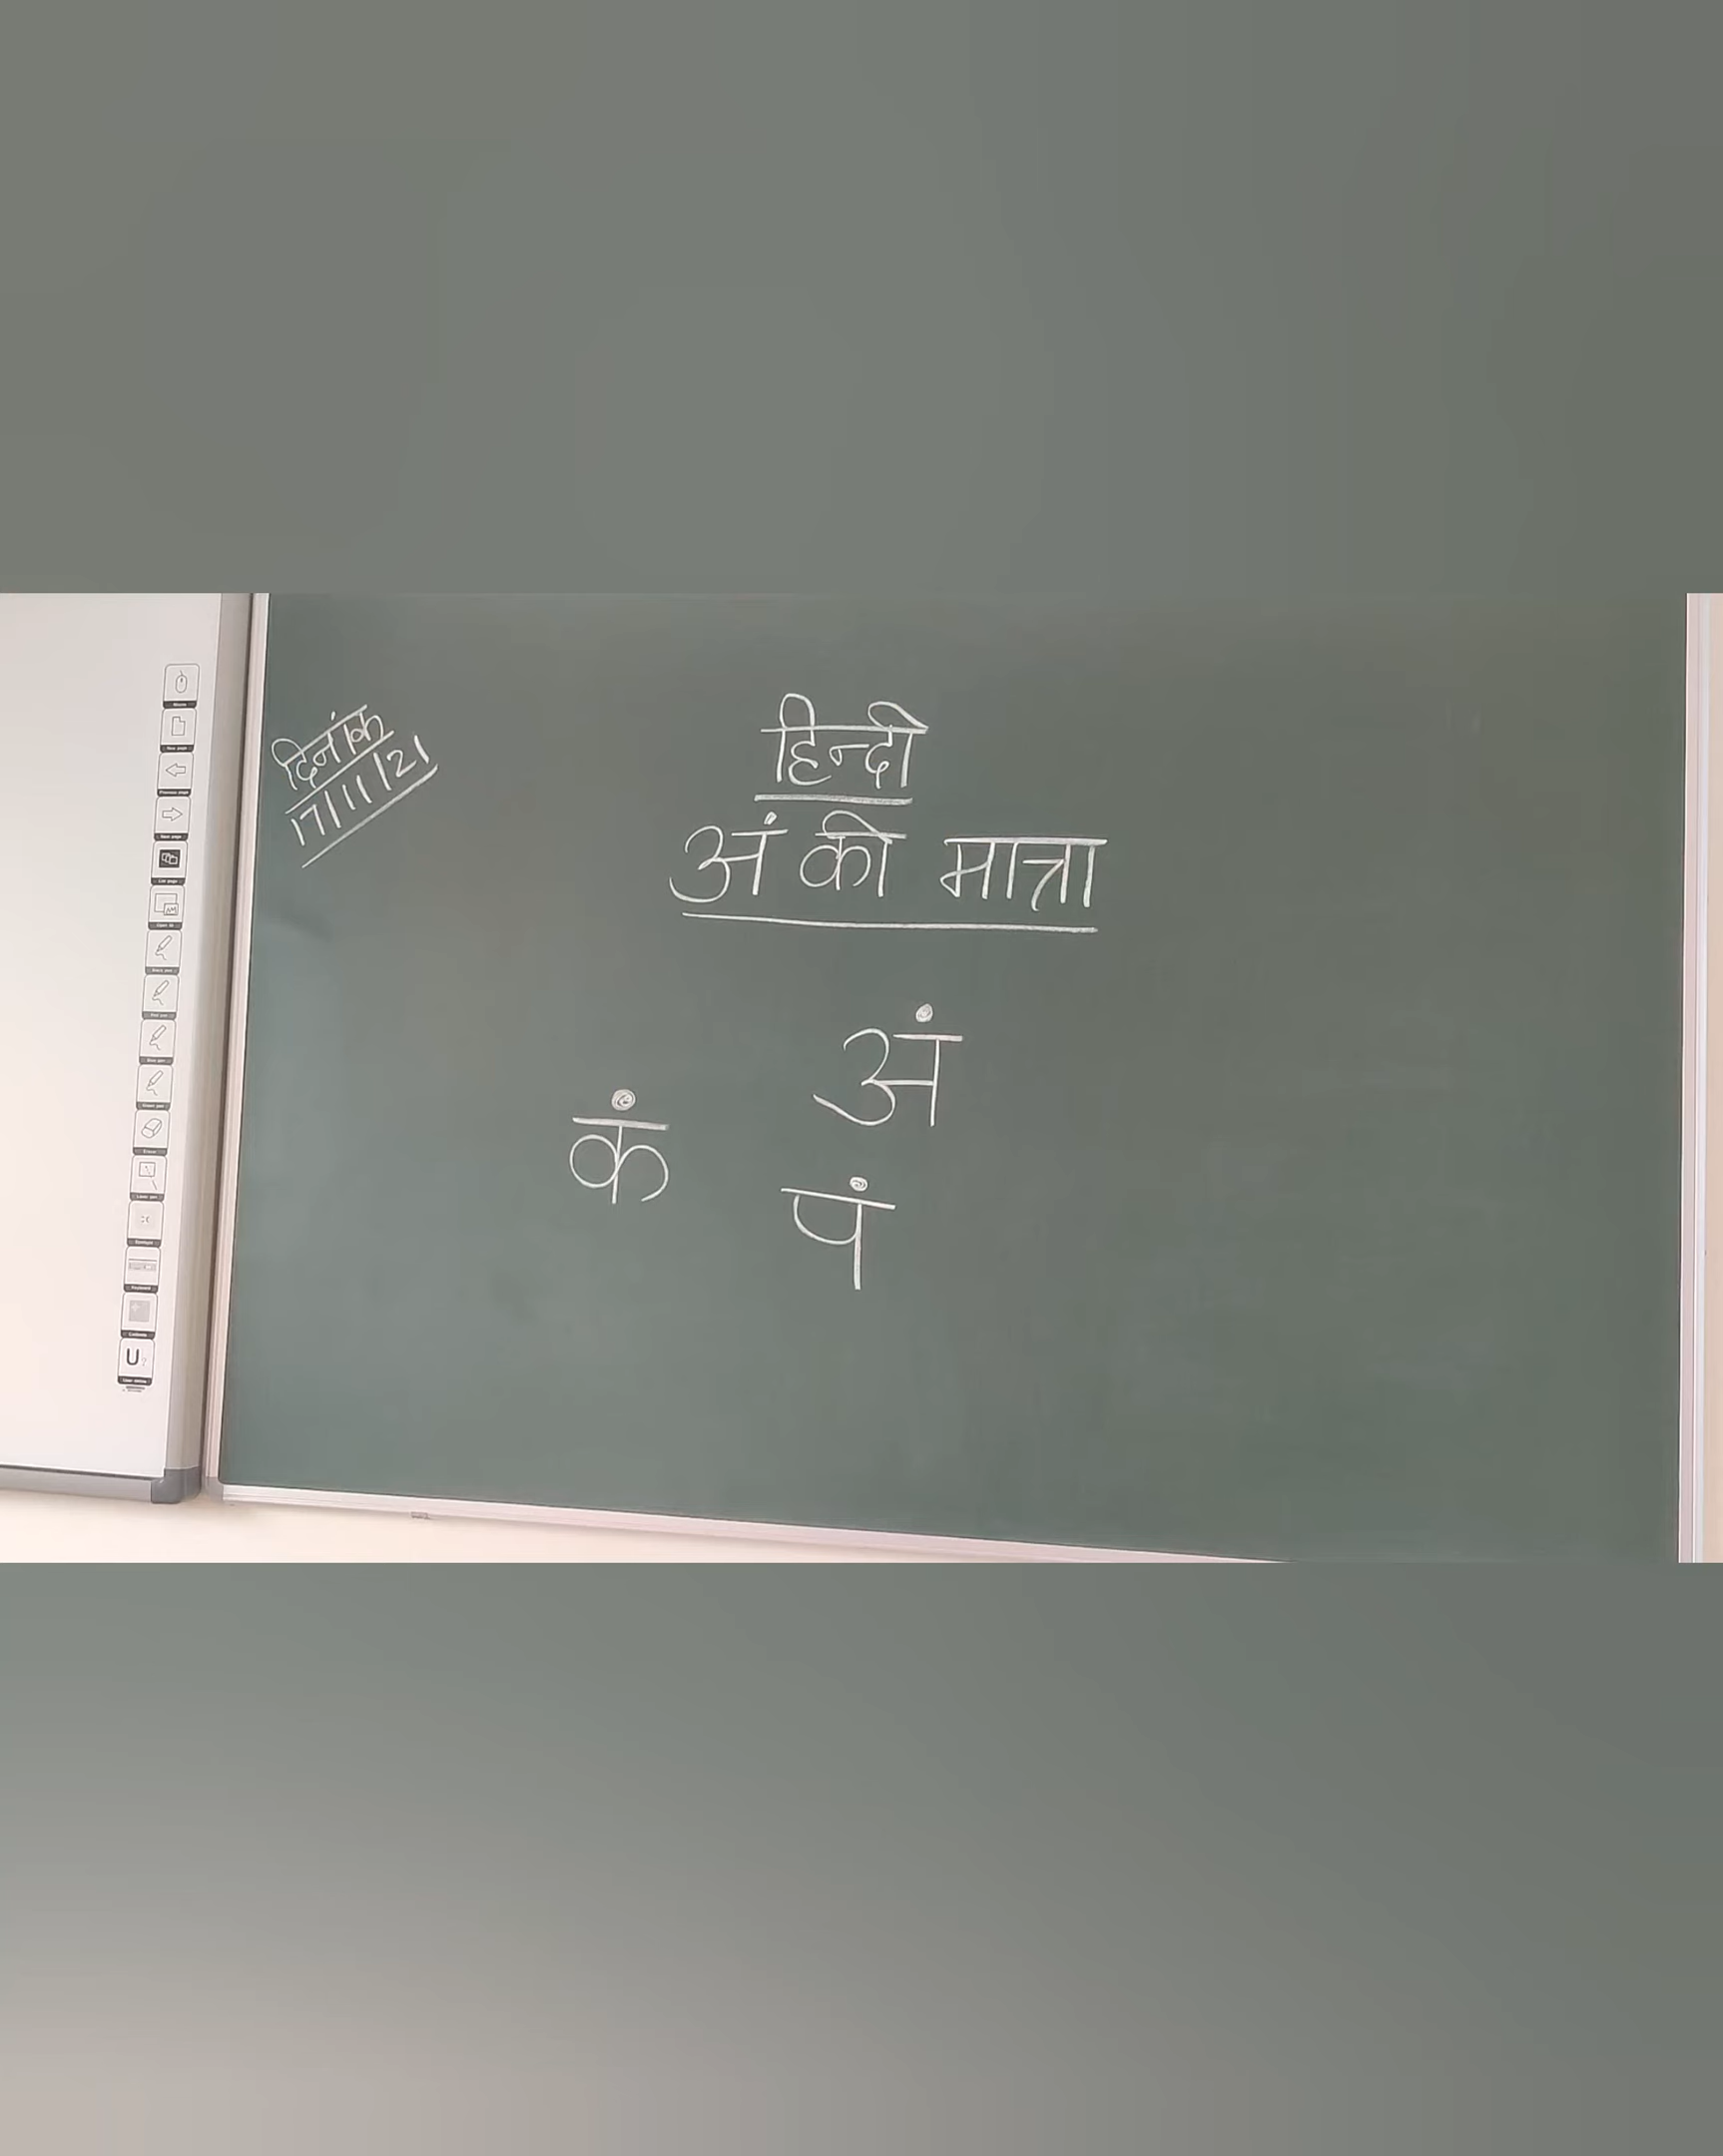 दिनांक
17/11/21
हिन्दी
अं की मात्रा
अं
कं
पं
U